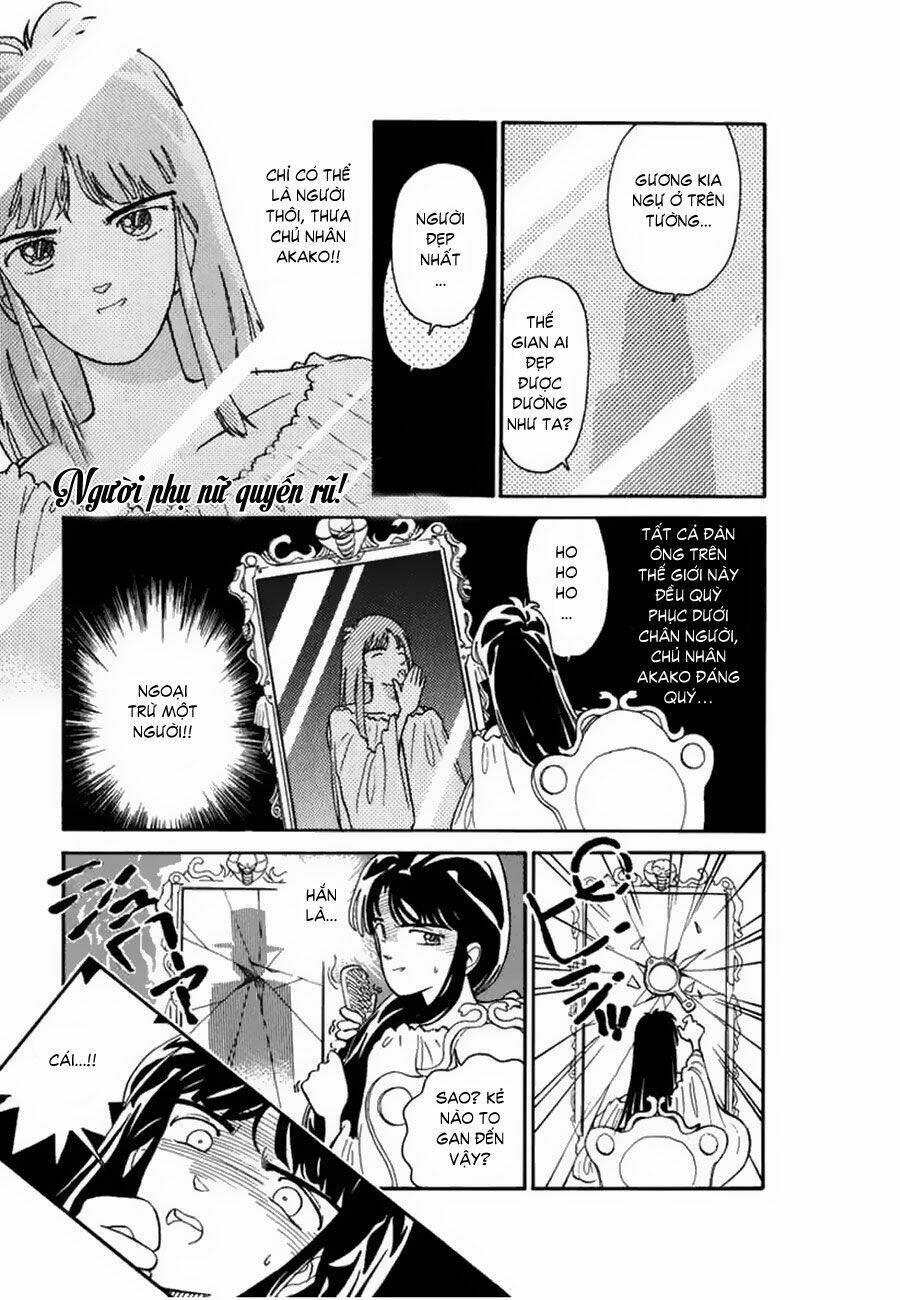 GƯƠNG KIA
NGỰ Ở TRÊN
TƯỜNG...
THẾ
GIAN AI
ĐẸP
ĐƯỢC
DƯỜNG
NHƯ TA?
NGƯỜI
ĐẸP
NHẤT
...
CHỈ CÓ THỂ
LÀ NGƯỜI
THÔI, THƯA
CHỦ NHÂN
AKAKO!!
Người phụ nữ quyến rũ!
TẤT CẢ ĐÀN
ÔNG TRÊN
THẾ GIỚI NÀY
ĐỀU QUỲ
PHỤC DƯỚI
CHÂN NGƯỜI,
CHỦ NHÂN
AKAKO ĐÁNG
QUÝ...
HO
HO
HO
...
NGOẠI
TRỪ MỘT
NGƯỜI!!
SAO? KẺ
NÀO TO
GAN ĐẾN
VẬY?
HẮN
LÀ...
CÁI...!!